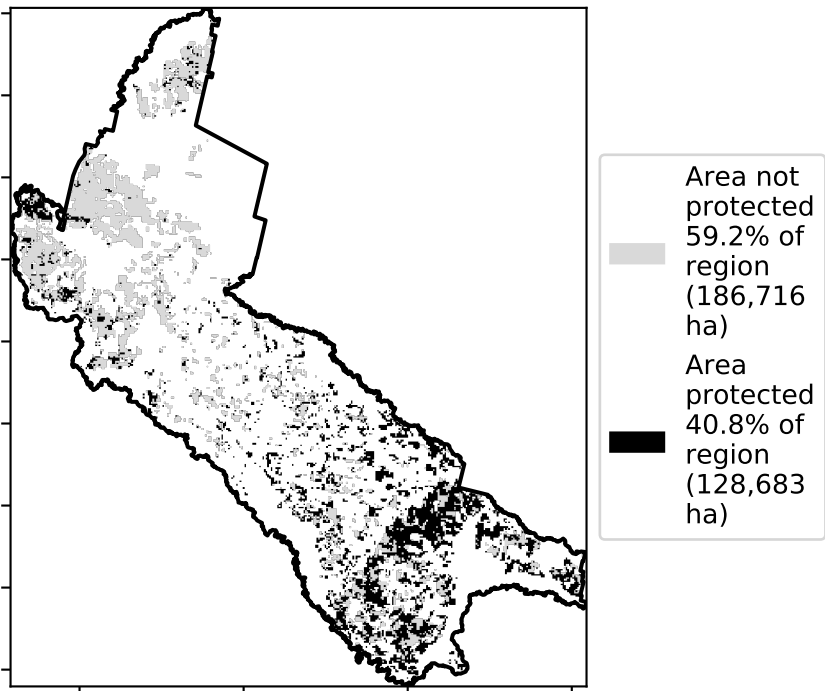 Area not
protected
59.2% of
region
(186,716
ha)
Area
protected
40.8% of
region
(128,683
ha)